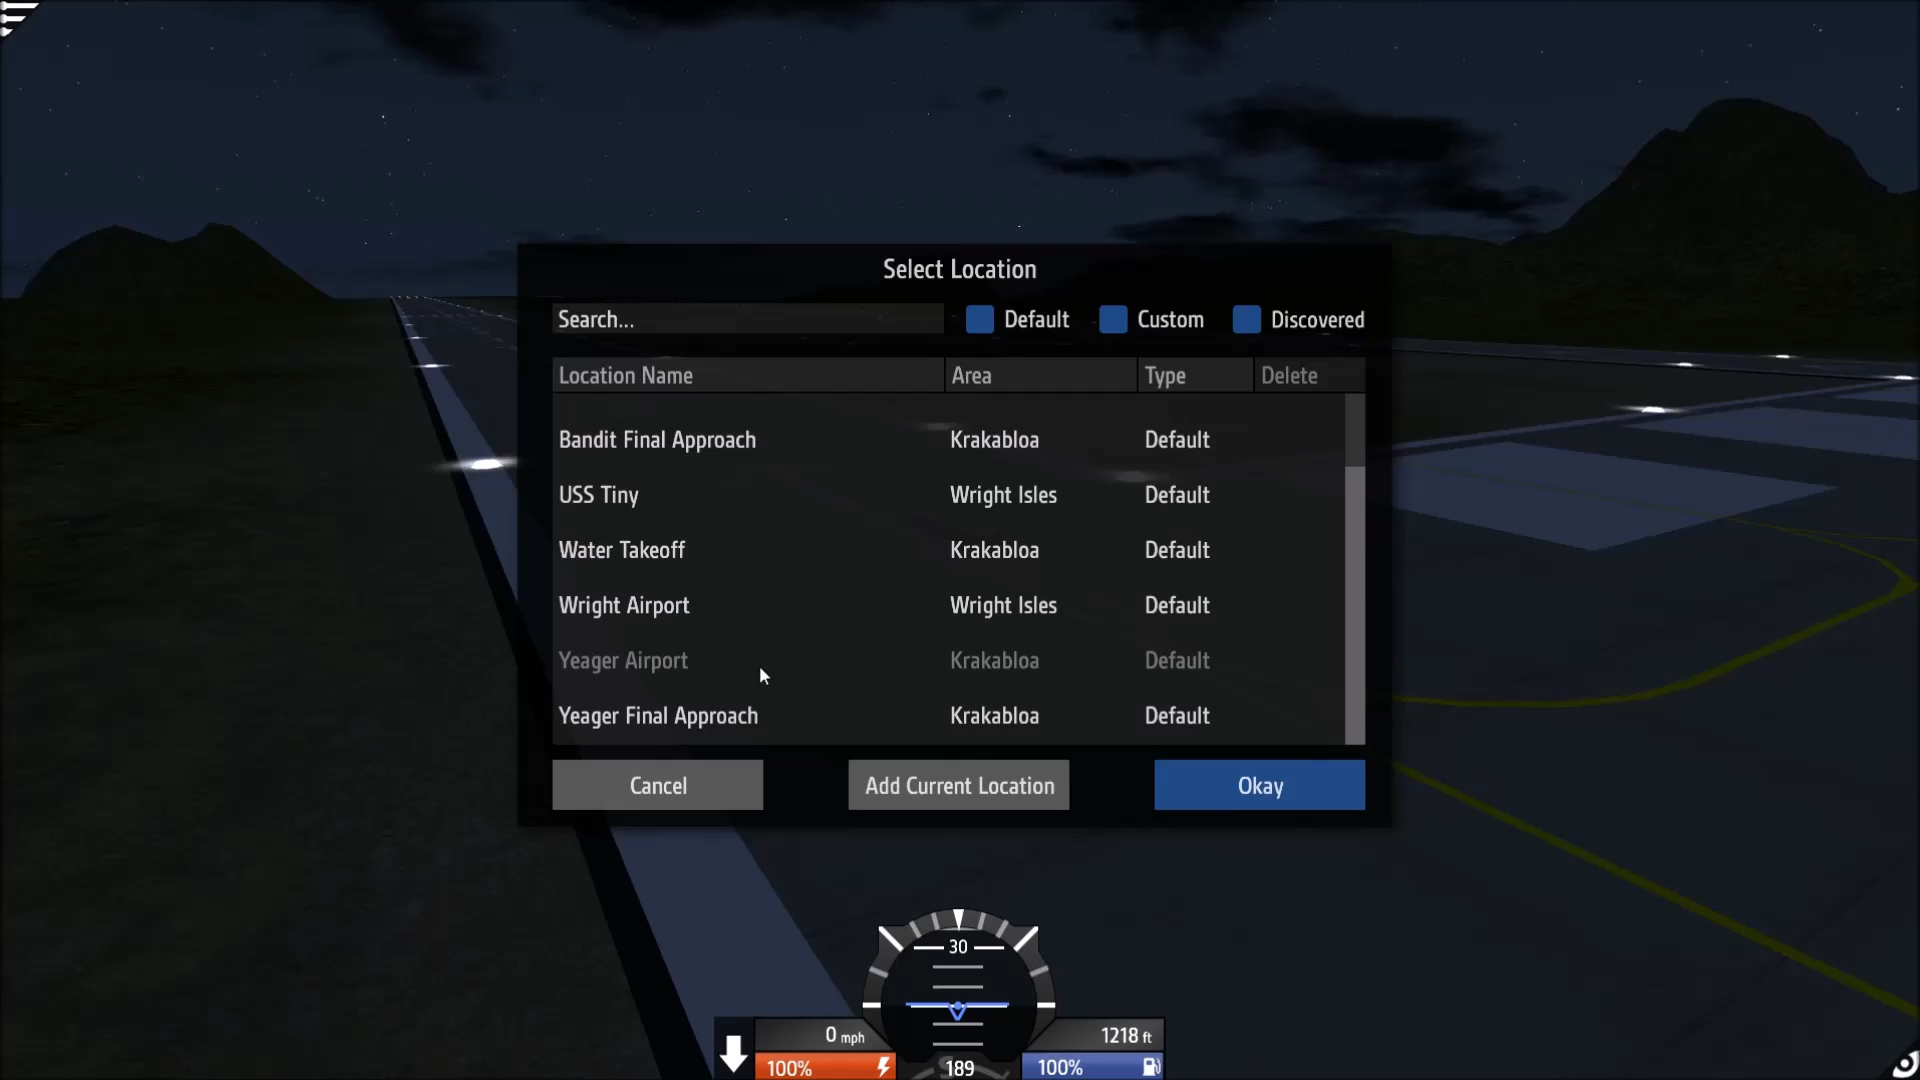 Select Location
Search... Default Custom Discovered
Location Name Area Type Delete
Bandit Final Approach Krakabloa Default
USS Tiny Wright Isles Default
Water Takeoff Krakabloa Default
Wright Airport Wright Isles Default
Yeager Airport Krakabloa Default
Yeager Final Approach Krakabloa Default
Cancel Add Current Location Okay
30
0 mph 1218 ft
100% 189 100%